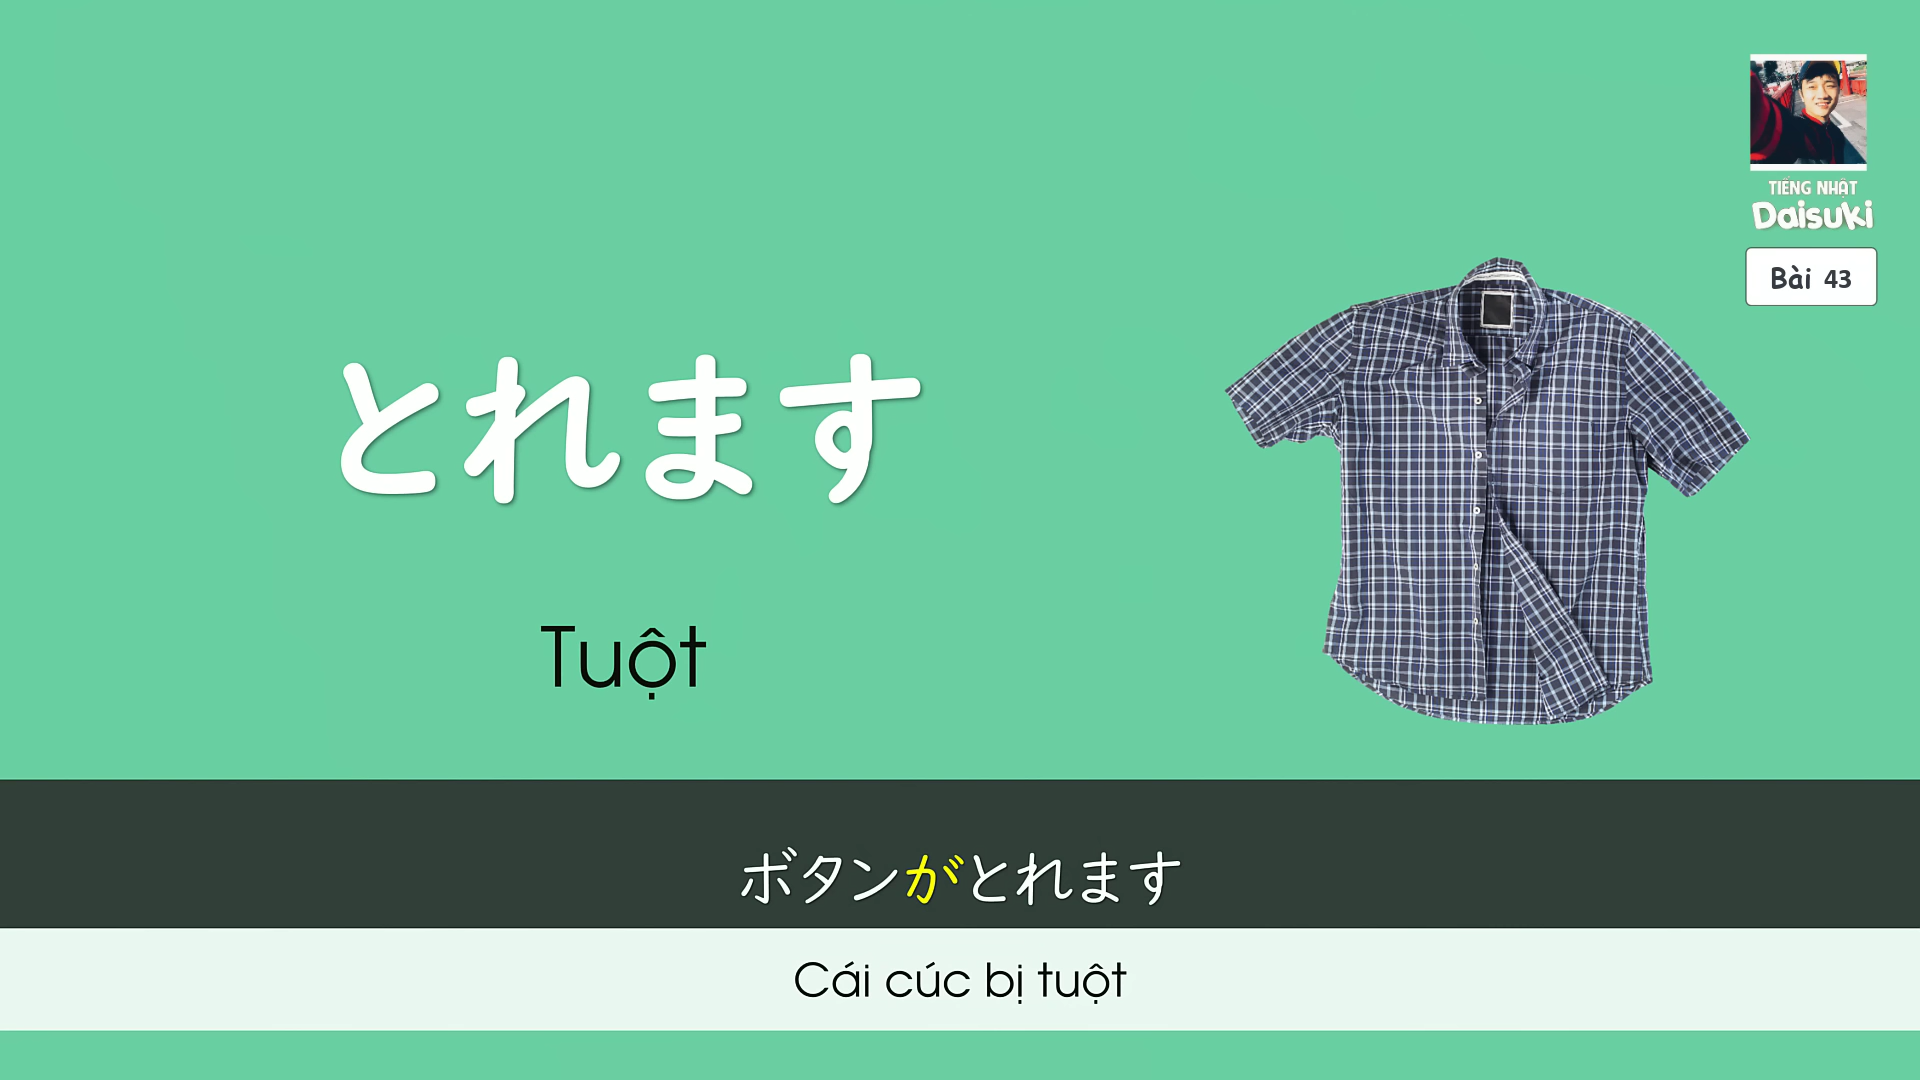 TIẾNG NHẬT
Daisuki
Bài 43
とれます
Tuột
ボタンがとれます
Cái cúc bị tuột